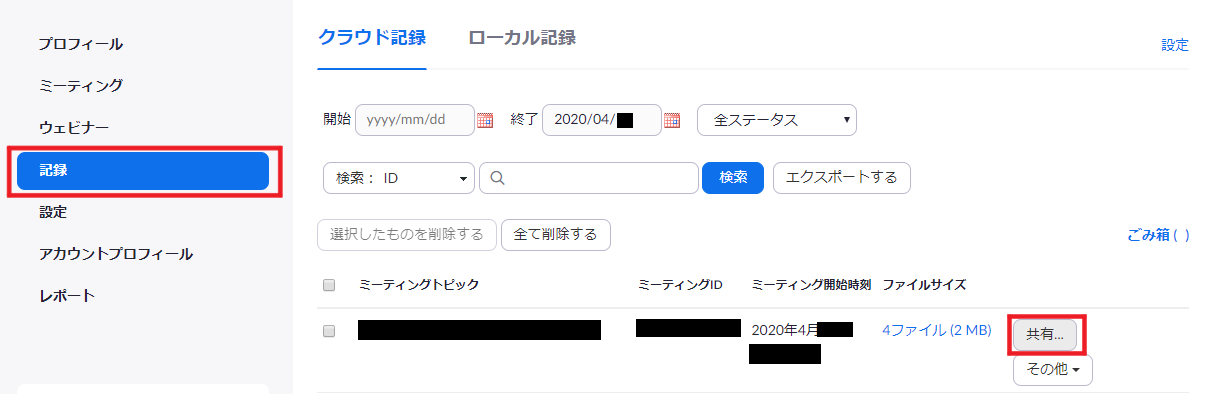 プロフィール
ミーティング
ウェビナー
記録
設定
アカウントプロフィール
レポート
クラウド記録 ローカル記録
設定
開始 yyyy/mm/dd 終了 2020/04/ 全ステータス
検索： ID 検索 エクスポートする
選択したものを削除する 全て削除する ごみ箱 ( )
ミーティングトピック ミーティングID ミーティング開始時刻 ファイルサイズ
2020年4月 4ファイル (2 MB) 共有...
その他